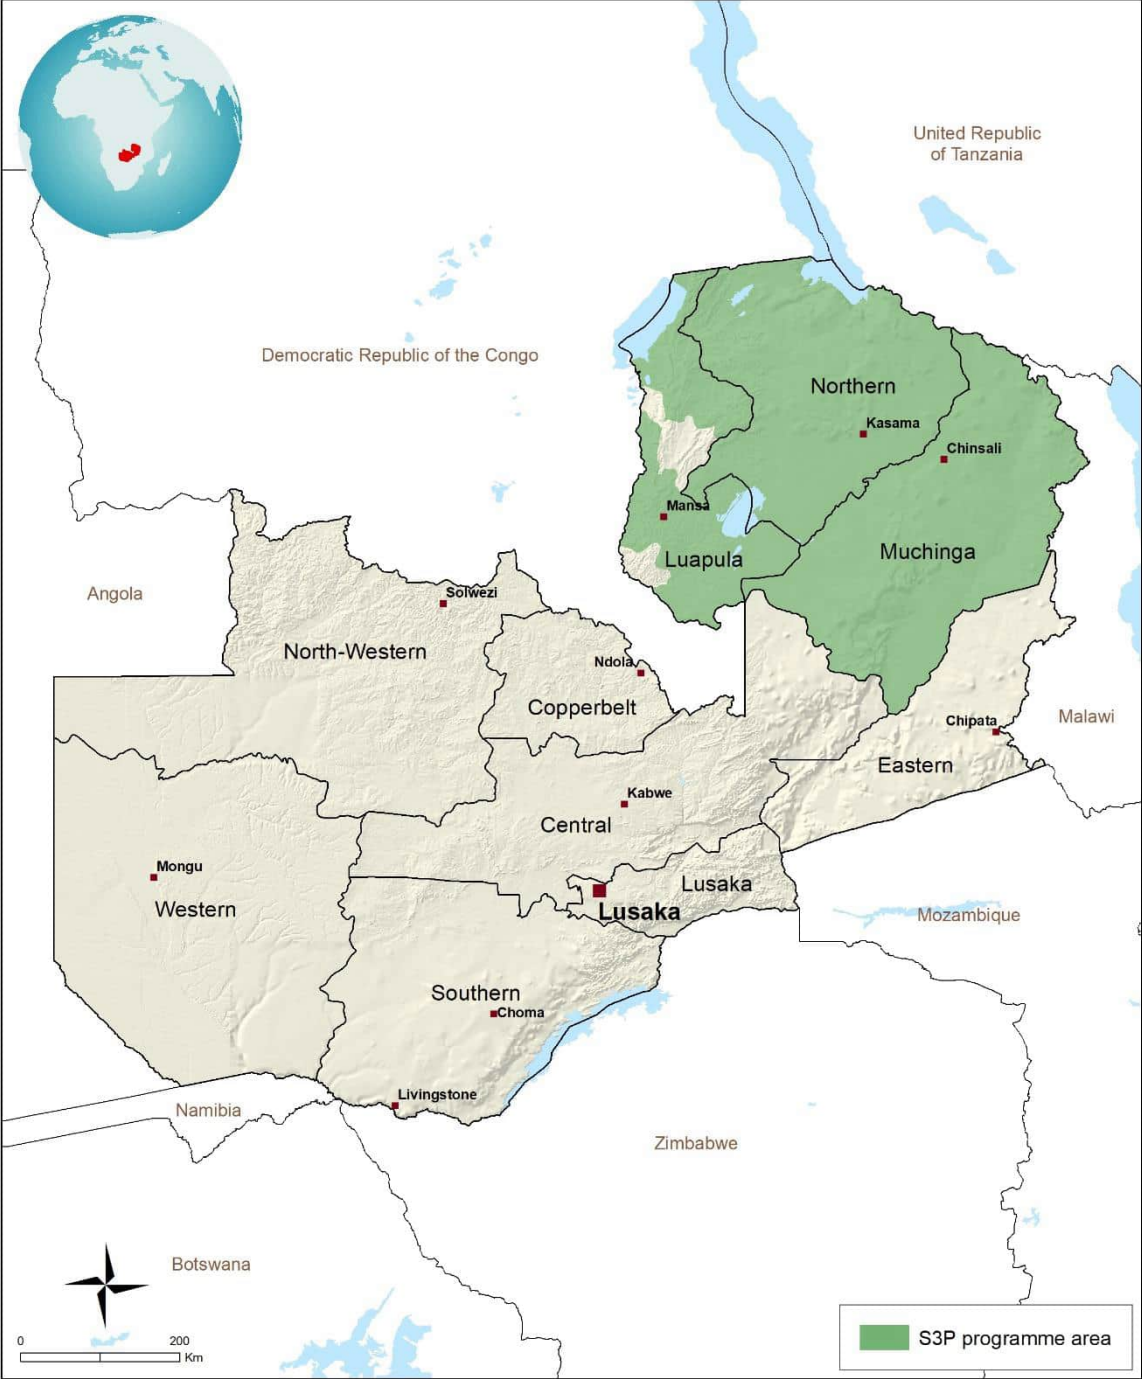 United Republic
of Tanzania
Democratic Republic of the Congo
Northern
Kasama
Chinsali
Mansa
Muchinga
Luapula
Angola
Solwezi
North-Western
Ndola
Copperbelt
Chipata
Malawi
Eastern
Kabwe
Central
Mongu
Western
Lusaka
Lusaka
Mozambique
Southern
Choma
Livingstone
Namibia
Zimbabwe
Botswana
0 200
Km
S3P programme area